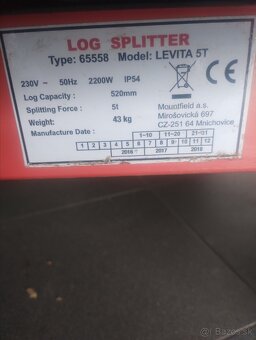 LOG SPLITTER
Type: 65558 Model: LEVITA 5T
230V ~ 50Hz 2200W IP54
Log Capacity: 520mm
Splitting Force: 5t
Weight: 43 kg
Mountfield a.s.
Mirošovická 697
CZ-251 64 Mnichovice
Manufacture Date:
1-10 11-20 21-31
1 2 3 4 5 6 7 8 9 10 11 12
2016 2017 2018
bazos.sk